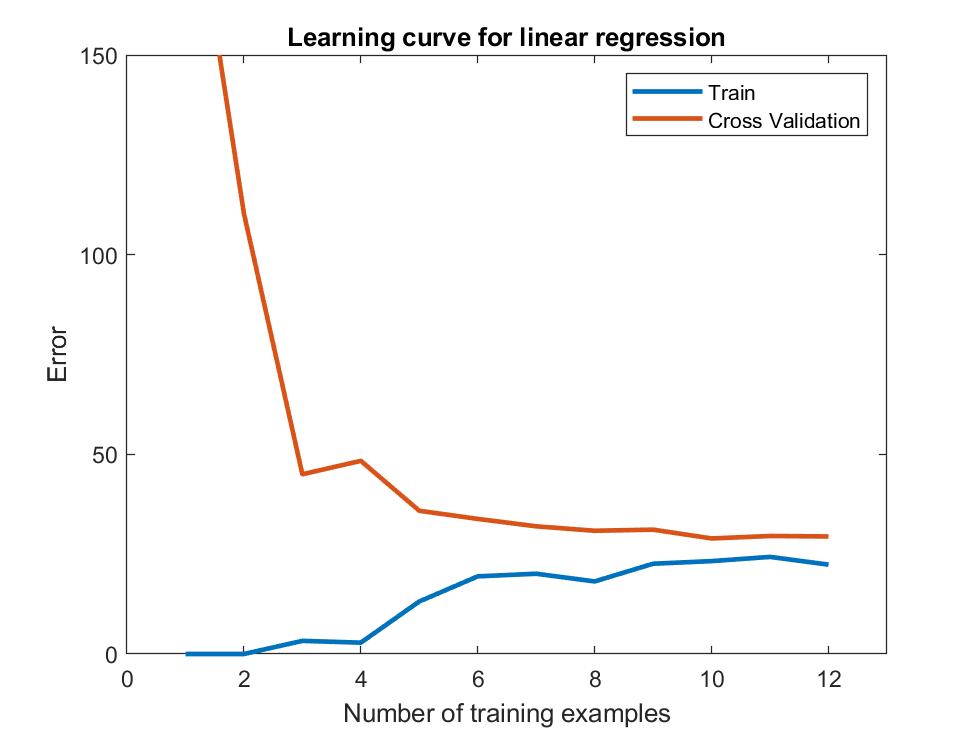 Learning curve for linear regression
Train
Cross Validation
150
100
50
0
Error
0 2 4 6 8 10 12
Number of training examples